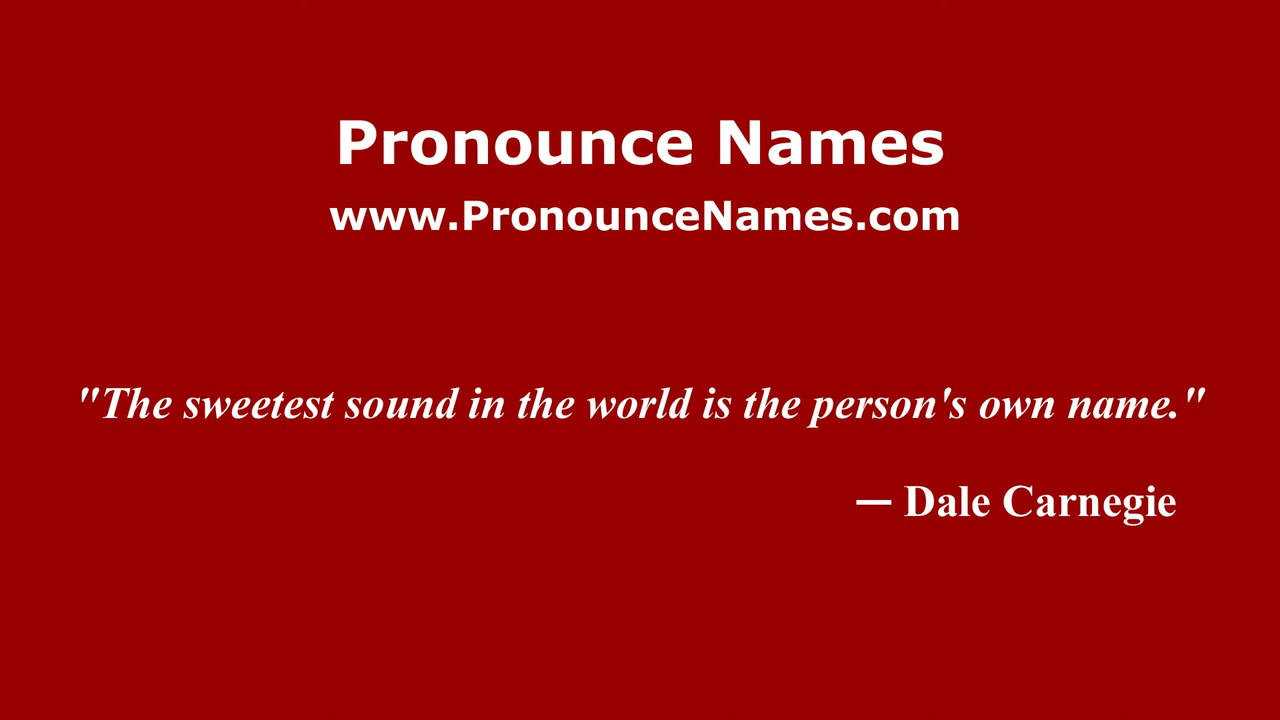 Pronounce Names
www.PronounceNames.com
"The sweetest sound in the world is the person's own name."
— Dale Carnegie